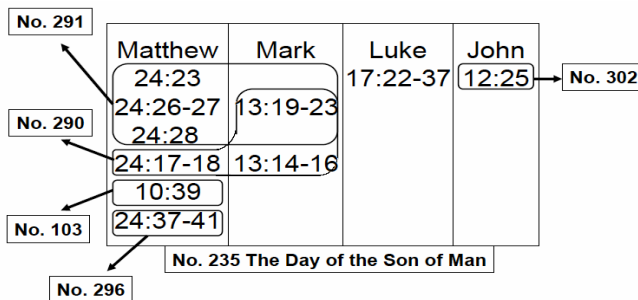 No. 291
Matthew Mark Luke John
24:23 17:22-37 12:25 No. 302
24:26-27 13:19-23
24:28
No. 290
24:17-18 13:14-16
10:39
No. 103
24:37-41
No. 235 The Day of the Son of Man
No. 296